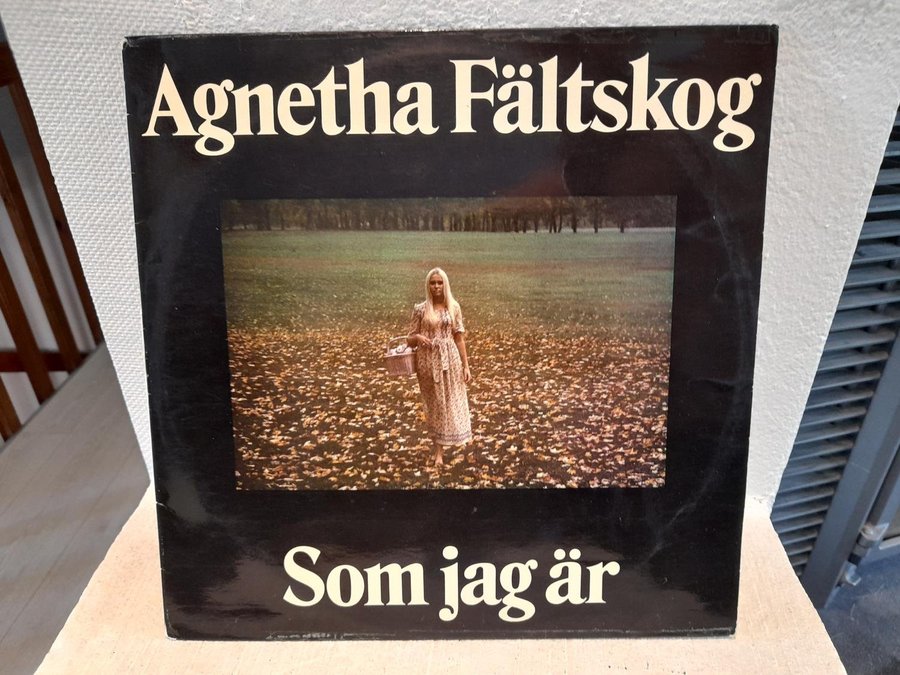 Agnetha Fältskog
Som jag är